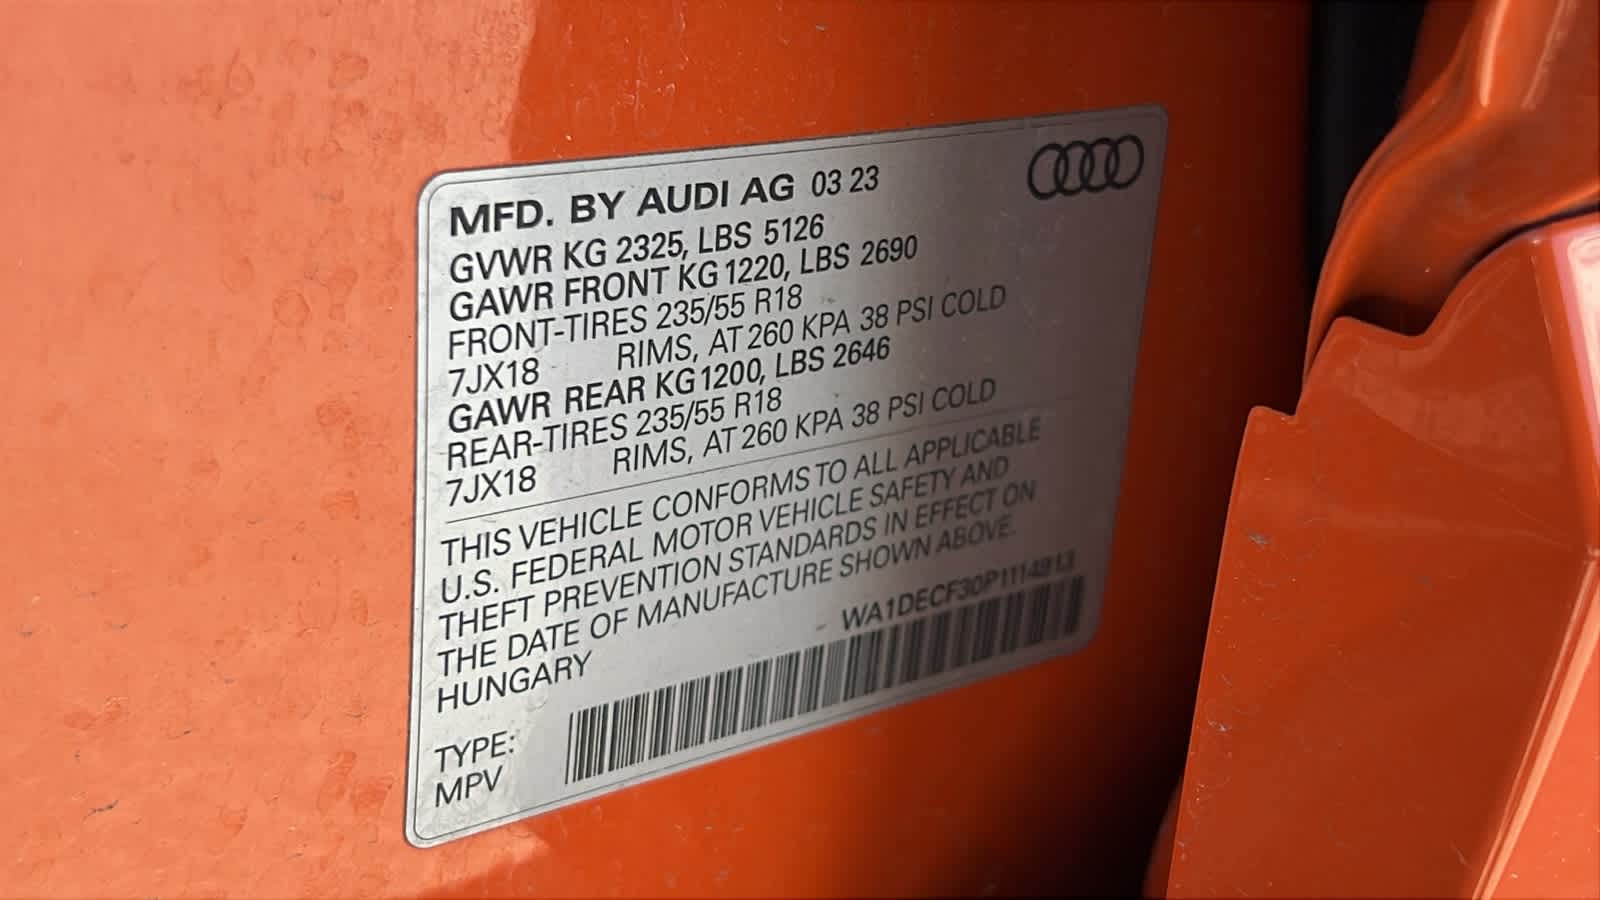 MFD. BY AUDI AG 03 23
GVWR KG 2325, LBS 5126
GAWR FRONT KG 1220, LBS 2690
FRONT-TIRES 235/55 R18
7JX18 RIMS, AT 260 KPA 38 PSI COLD
GAWR REAR KG 1200, LBS 2646
REAR-TIRES 235/55 R18
7JX18 RIMS, AT 260 KPA 38 PSI COLD
THIS VEHICLE CONFORMS TO ALL APPLICABLE
U.S. FEDERAL MOTOR VEHICLE SAFETY AND
THEFT PREVENTION STANDARDS IN EFFECT ON
THE DATE OF MANUFACTURE SHOWN ABOVE.
HUNGARY
WA1DECF30P1114913
TYPE:
MPV